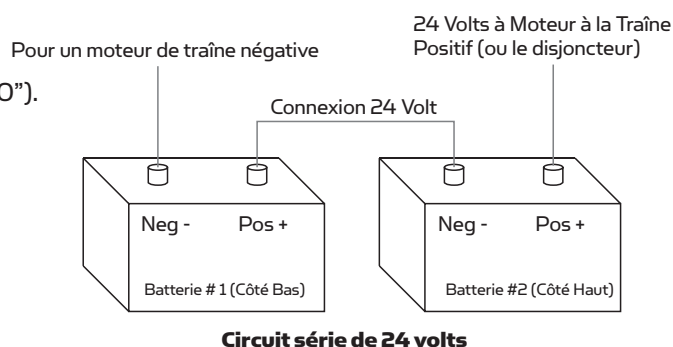 24 Volts à Moteur à la Traîne
Positif (ou le disjoncteur)
Pour un moteur de traîne négative
0”).
Connexion 24 Volt
Neg - Pos +
Neg - Pos +
Batterie # 1 (Côté Bas)
Batterie #2 (Côté Haut)
Circuit série de 24 volts